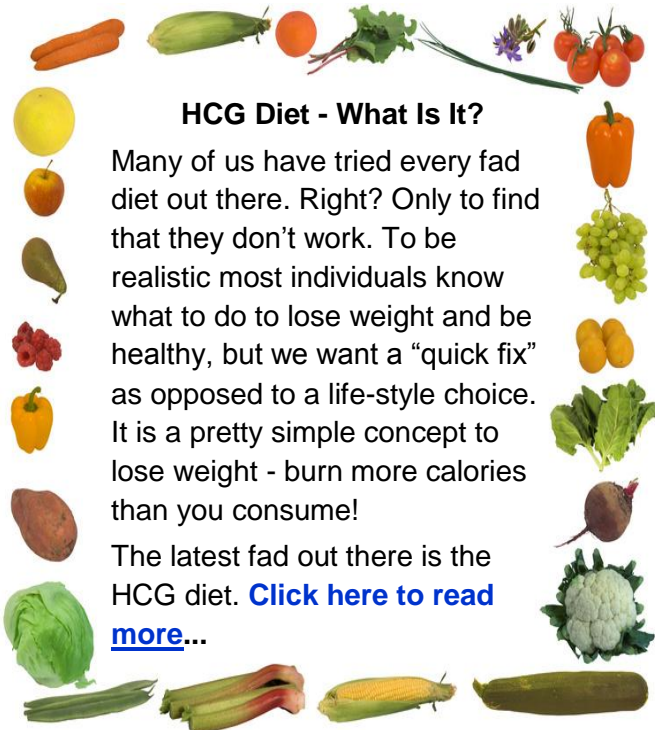 HCG Diet - What Is It?
Many of us have tried every fad
diet out there. Right? Only to find
that they don’t work. To be
realistic most individuals know
what to do to lose weight and be
healthy, but we want a “quick fix”
as opposed to a life-style choice.
It is a pretty simple concept to
lose weight - burn more calories
than you consume!
The latest fad out there is the
HCG diet. Click here to read
more...